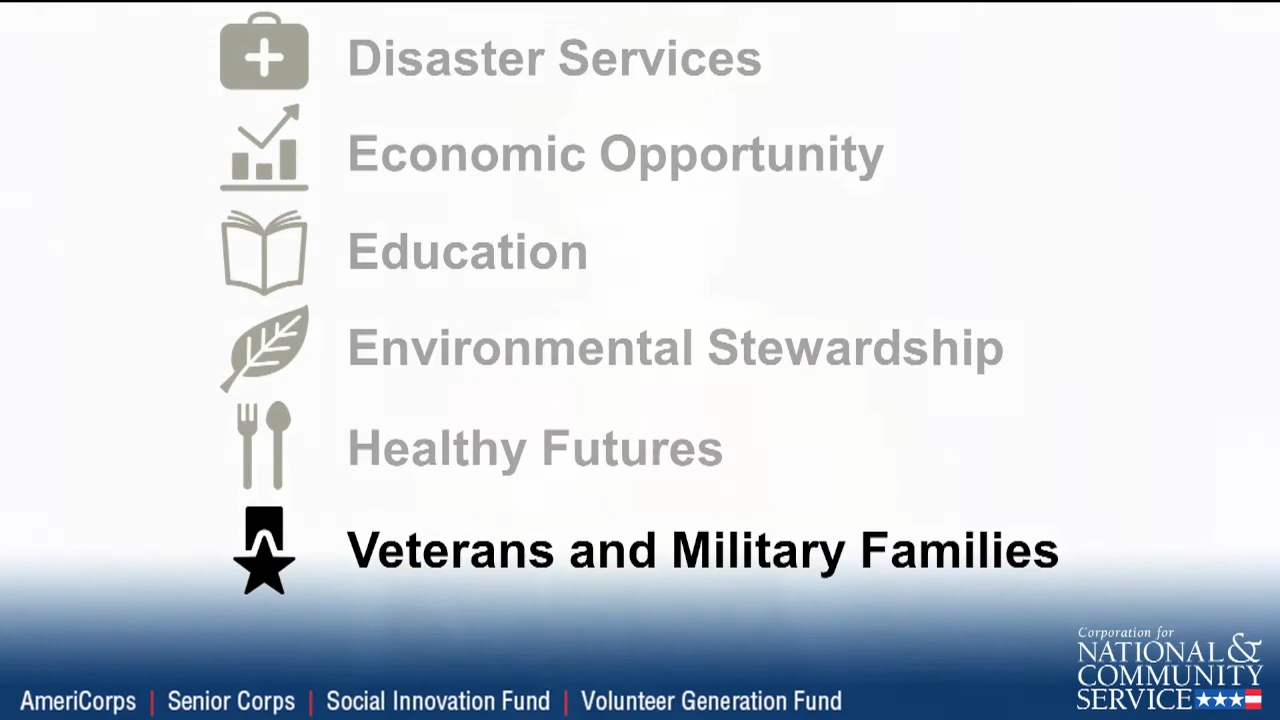 Disaster Services
Economic Opportunity
Education
Environmental Stewardship
Healthy Futures
Veterans and Military Families
Corporation for
NATIONAL &
COMMUNITY
SERVICE
AmeriCorps | Senior Corps | Social Innovation Fund | Volunteer Generation Fund